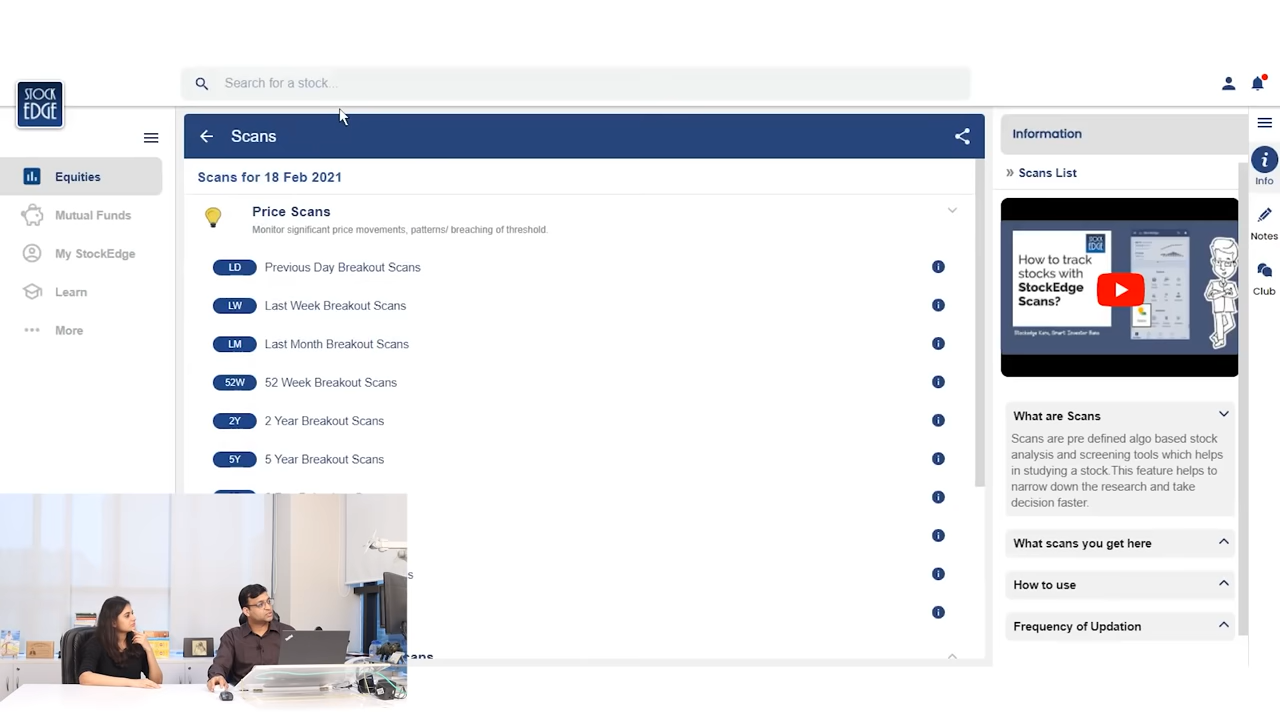 STOCK
EDGE
Search for a stock...
Scans
Scans for 18 Feb 2021
Price Scans
Monitor significant price movements, patterns/ breaching of threshold.
LD Previous Day Breakout Scans
LW Last Week Breakout Scans
LM Last Month Breakout Scans
52W 52 Week Breakout Scans
2Y 2 Year Breakout Scans
5Y 5 Year Breakout Scans
Equities
Mutual Funds
My StockEdge
Learn
More
Information
» Scans List
STOCK
EDGE
How to track
stocks with
StockEdge
Scans?
What are Scans
Scans are pre defined algo based stock
analysis and screening tools which helps
in studying a stock.This feature helps to
narrow down the research and take
decision faster.
What scans you get here
How to use
Frequency of Updation
Info
Notes
Club